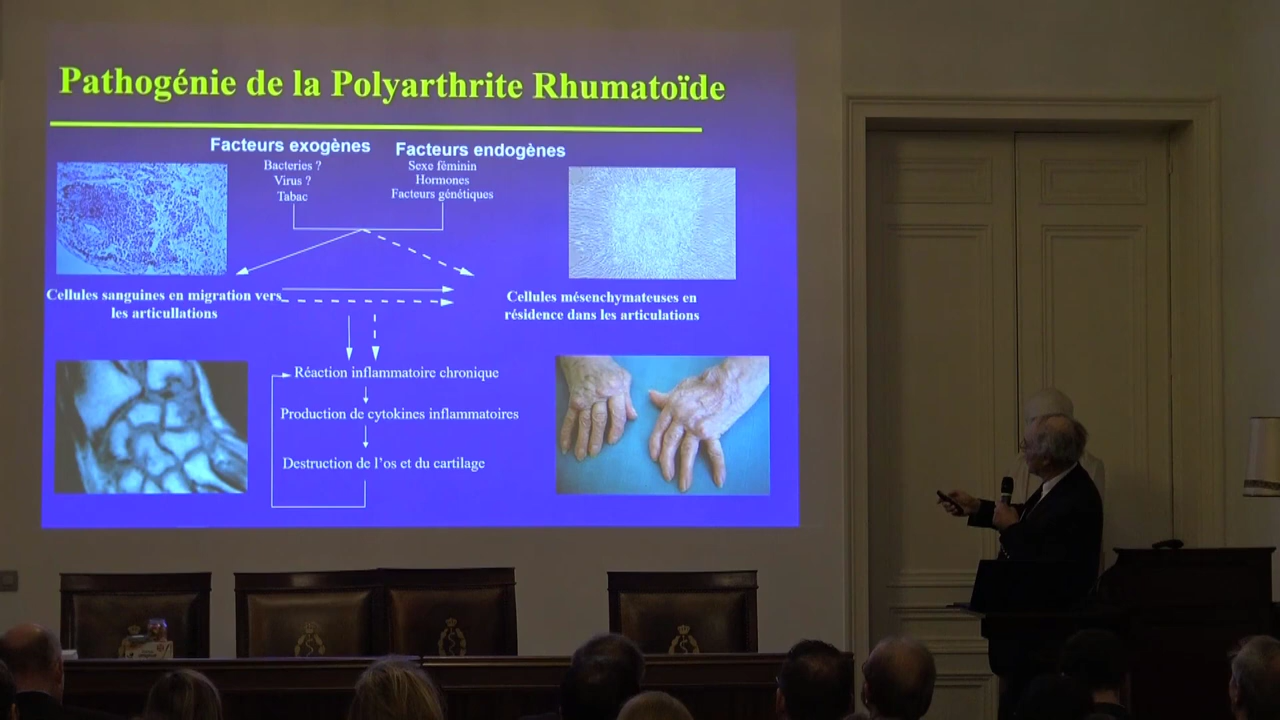 Pathogénie de la Polyarthrite Rhumatoïde
Facteurs exogènes
Bacteries ?
Virus ?
Tabac
Facteurs endogènes
Sexe féminin
Hormones
Facteurs génétiques
Cellules sanguines en migration vers
les articullations
Cellules mésenchymateuses en
résidence dans les articulations
Réaction inflammatoire chronique
Production de cytokines inflammatoires
Destruction de l'os et du cartilage